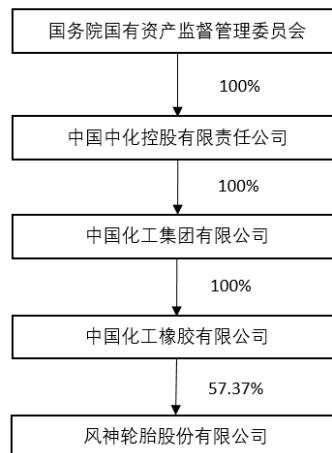 国务院国有资产监督管理委员会
100%
中国中化控股有限责任公司
100%
中国化工集团有限公司
100%
中国化工橡胶有限公司
57.37%
风神轮胎股份有限公司